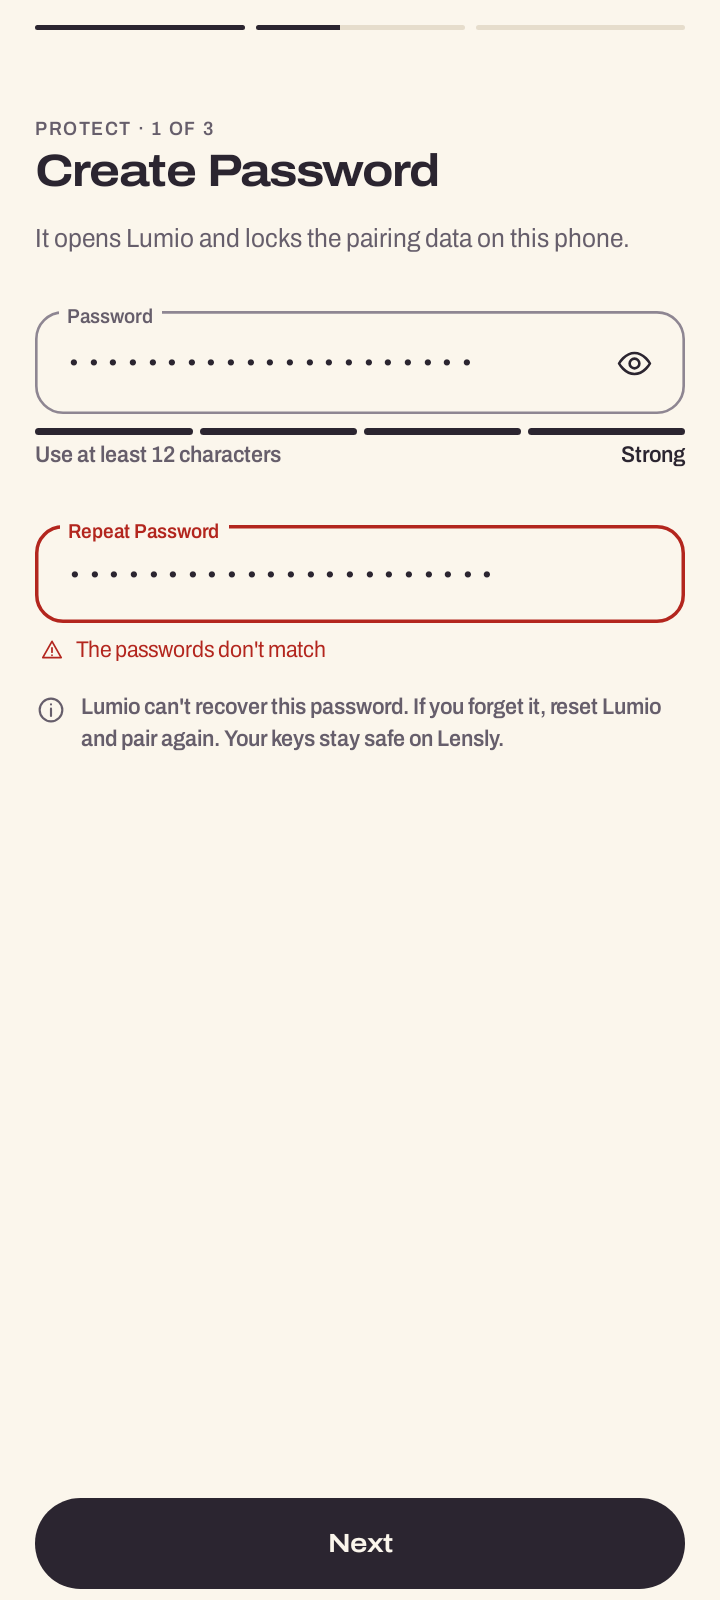 PROTECT · 1 OF 3
Create Password
It opens Lumio and locks the pairing data on this phone.
Password
• • • • • • • • • • • • • • • • • • • • •
Use at least 12 characters
Strong
Repeat Password
• • • • • • • • • • • • • • • • • • • • • •
The passwords don't match
Lumio can't recover this password. If you forget it, reset Lumio
and pair again. Your keys stay safe on Lensly.
Next